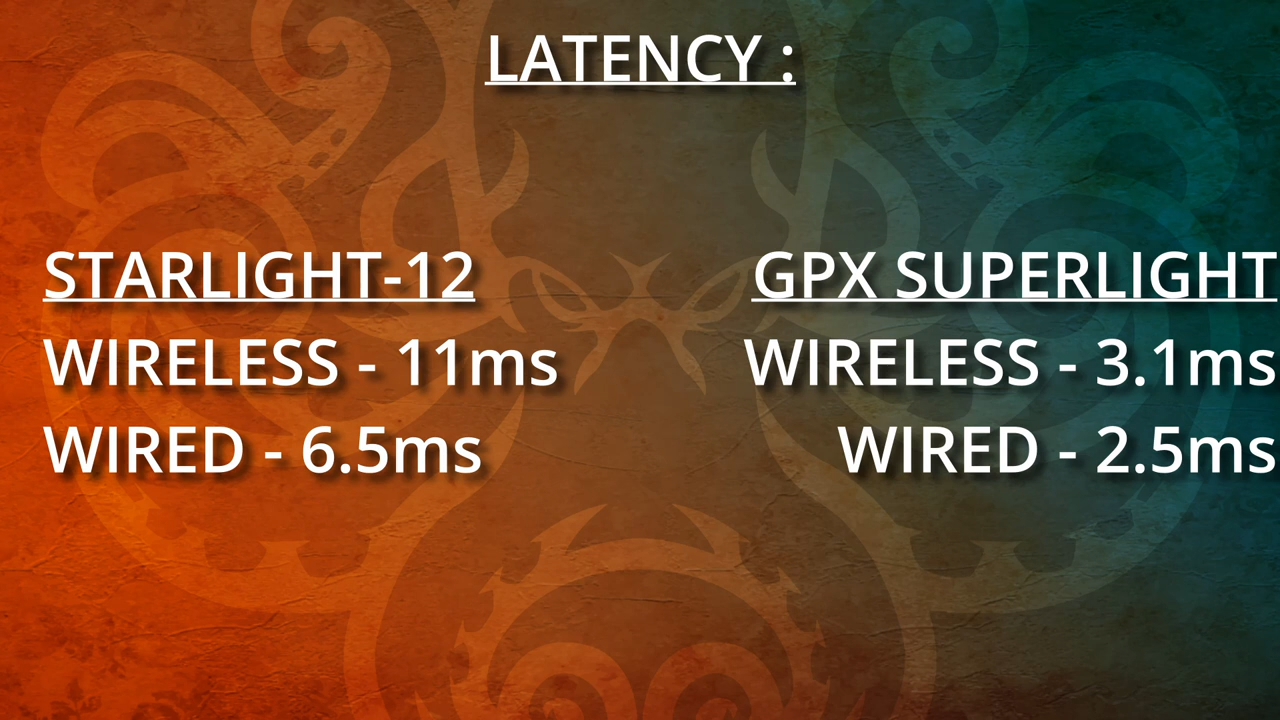 LATENCY :
STARLIGHT-12
WIRELESS - 11ms
WIRED - 6.5ms
GPX SUPERLIGHT
WIRELESS - 3.1ms
WIRED - 2.5ms